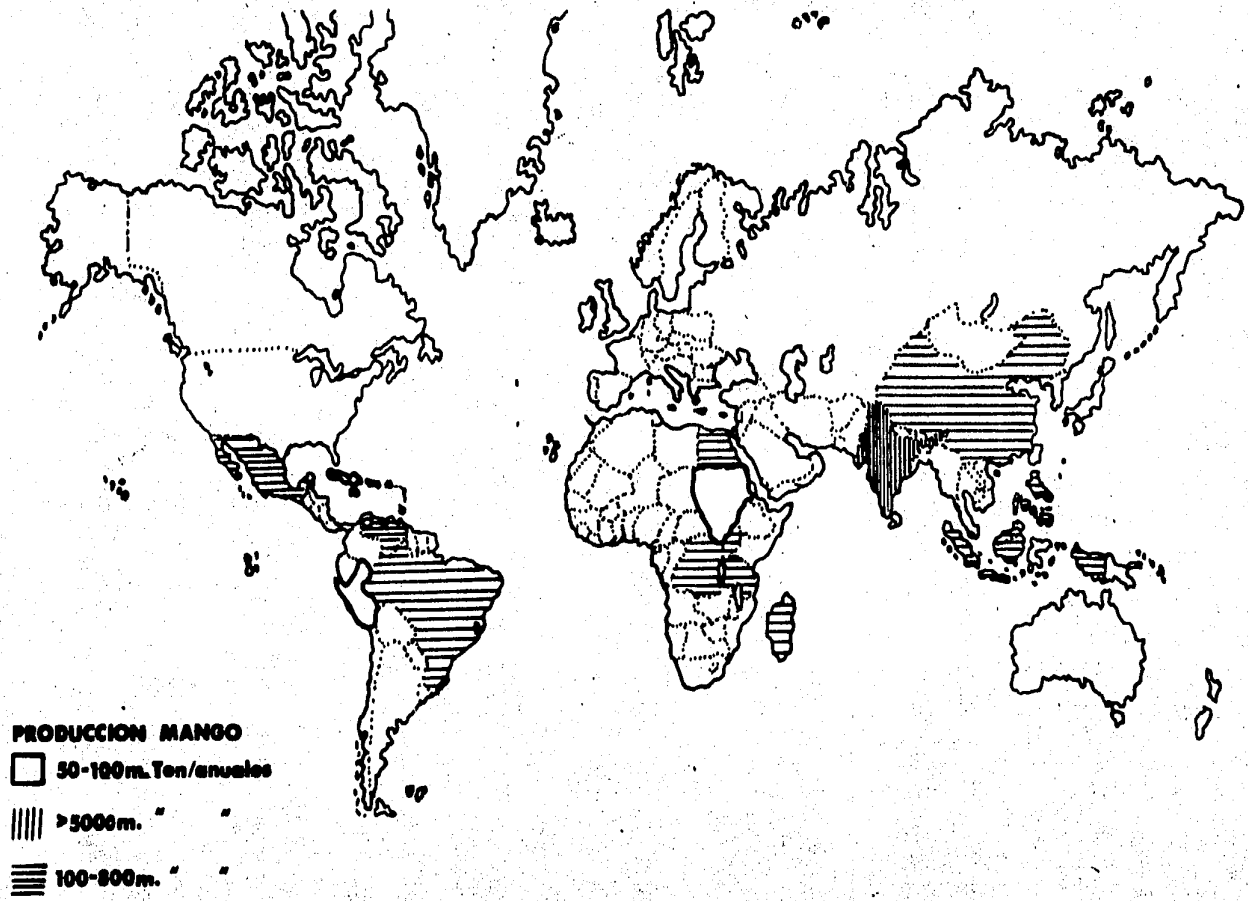 PRODUCCION MANGO
50-100m. Ton/anuales
>5000m. " "
100-800m. " "